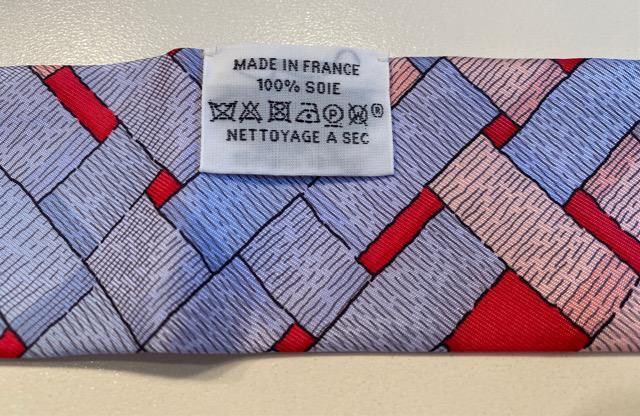 MADE IN FRANCE
100% SOIE
P W ®
NETTOYAGE A SEC